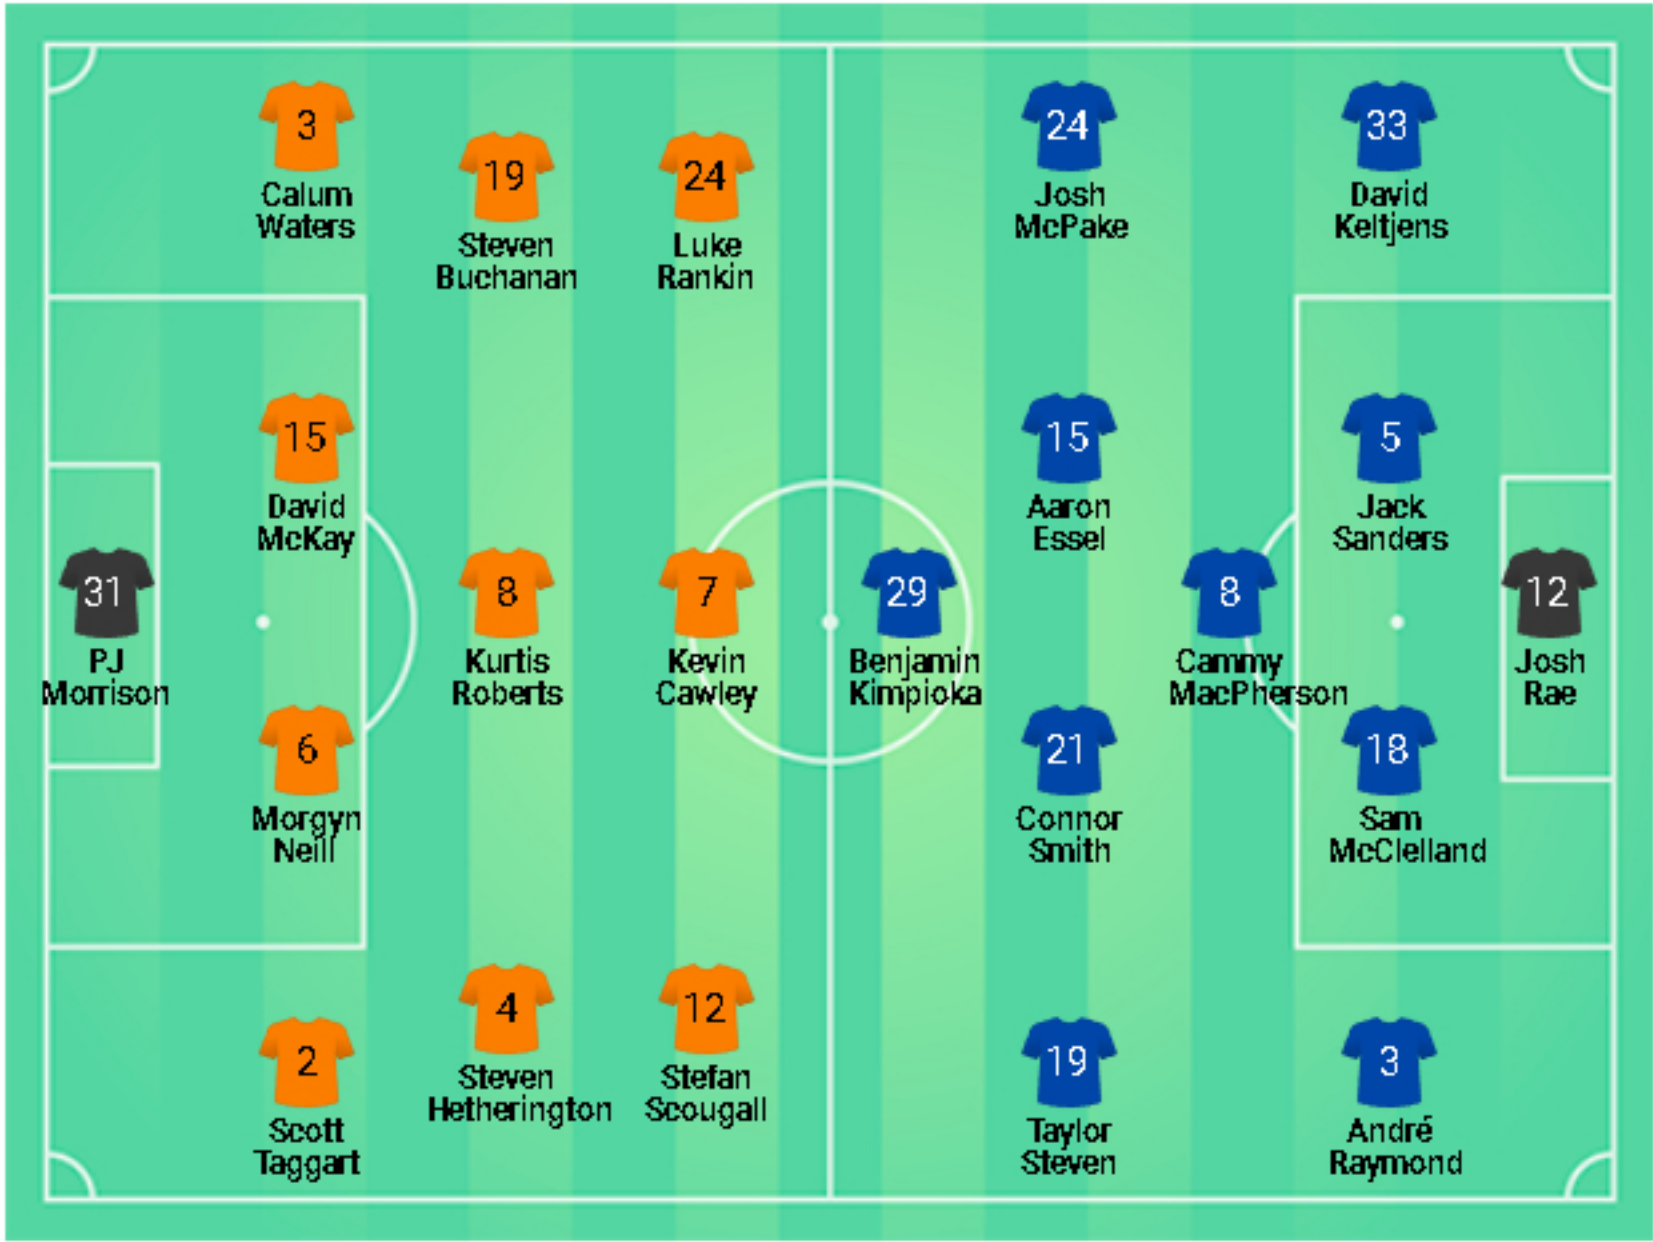 3
Calum
Waters
19
Steven
Buchanan
24
Luke
Rankin
24
Josh
McPake
33
David
Keltjens
15
David
McKay
15
Aaron
Essel
5
Jack
Sanders
31
PJ
Morrison
8
Kurtis
Roberts
7
Kevin
Cawley
29
Benjamin
Kimpioka
8
Cammy
MacPherson
12
Josh
Rae
6
Morgyn
Neill
21
Connor
Smith
18
Sam
McClelland
4
Steven
Hetherington
12
Stefan
Scougall
2
Scott
Taggart
19
Taylor
Steven
3
André
Raymond